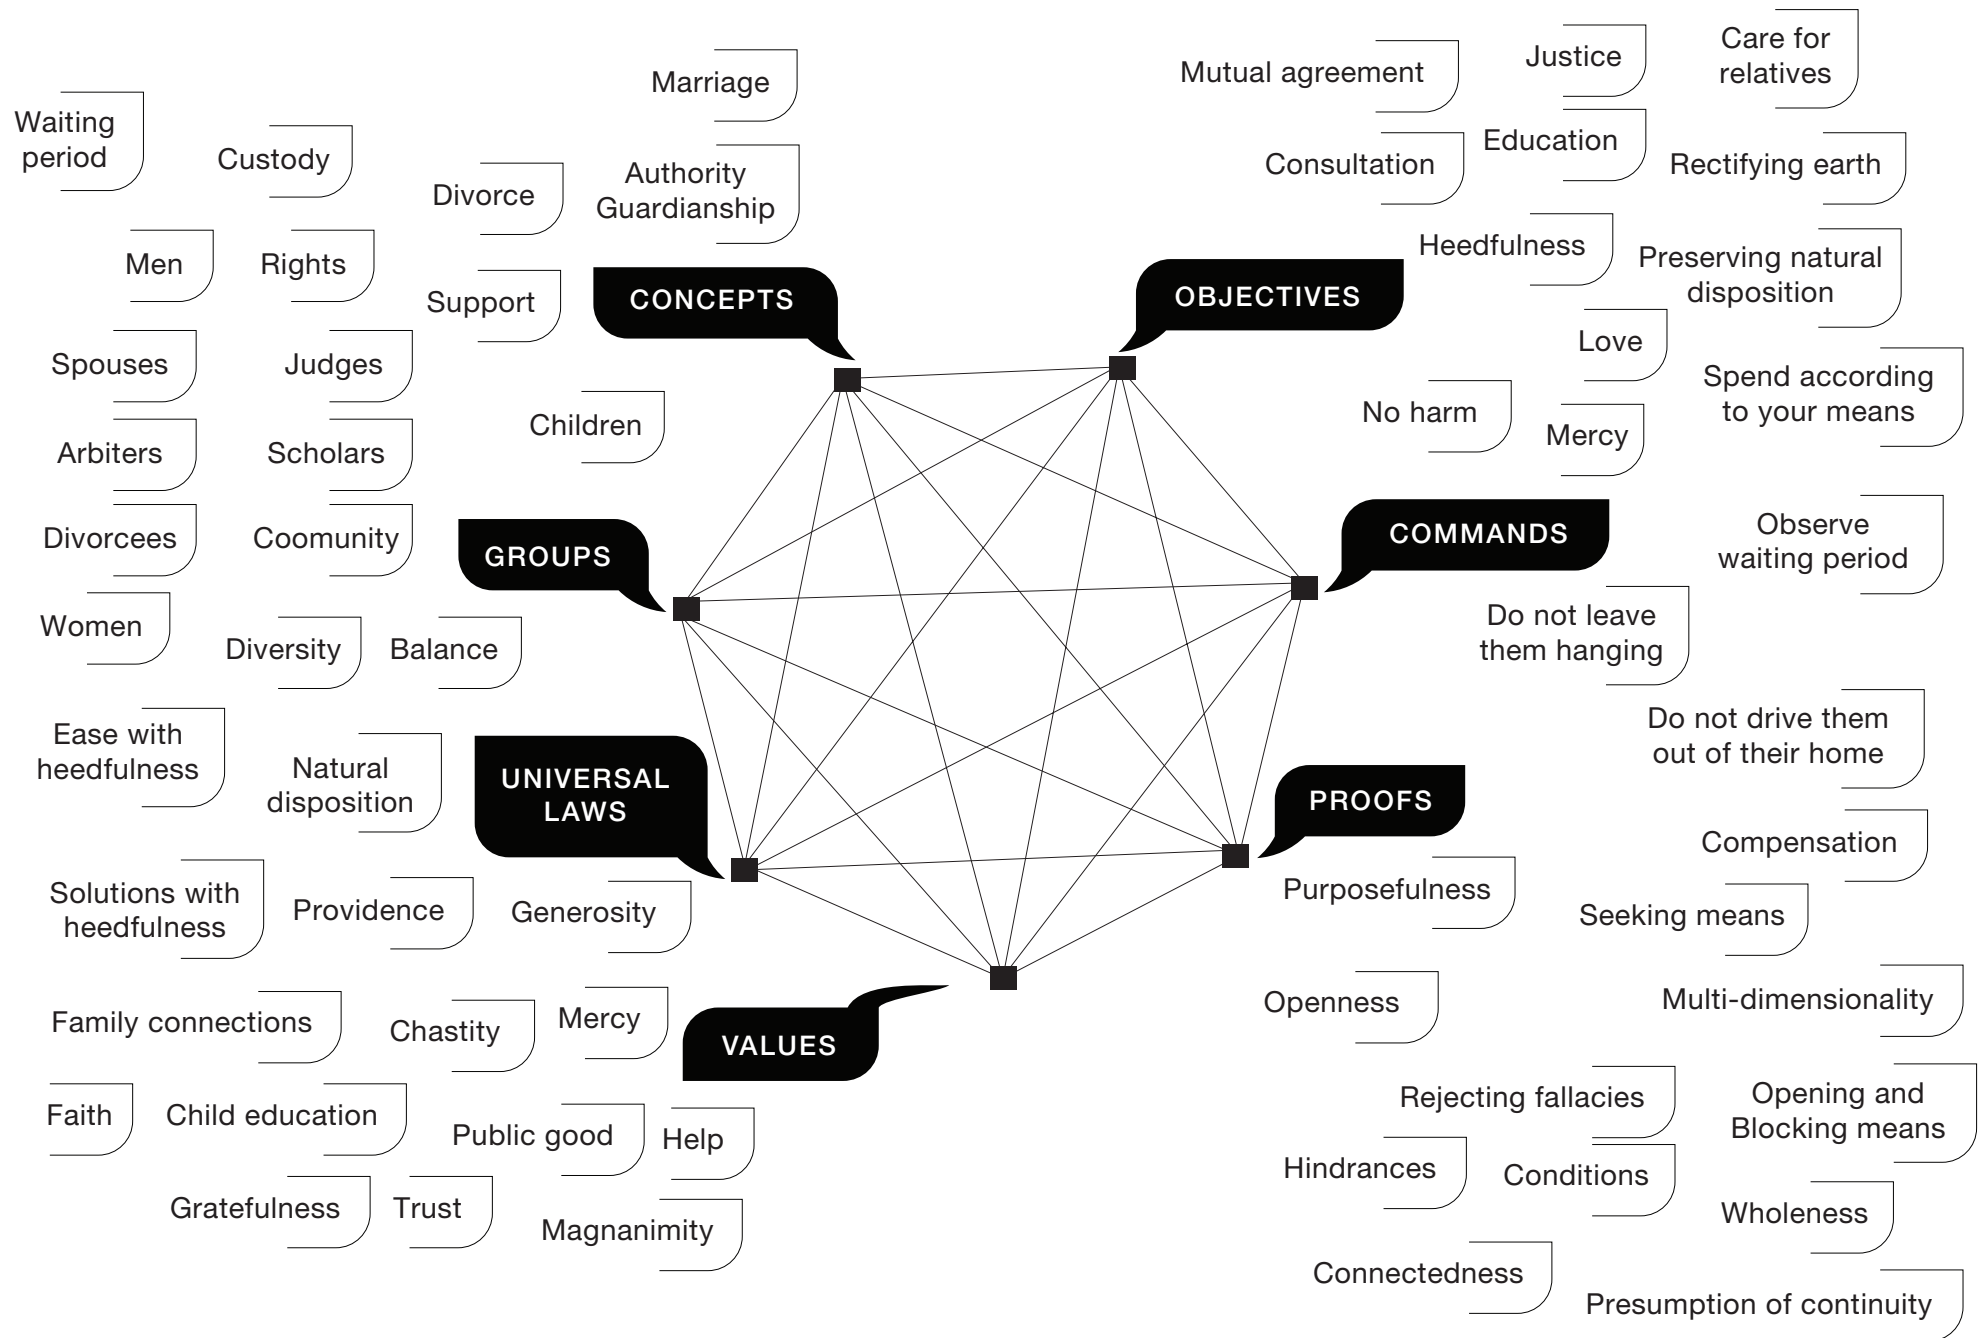 Marriage
Waiting
period
Custody
Divorce
Authority
Guardianship
Men
Rights
Support
CONCEPTS
Spouses
Judges
Children
Arbiters
Scholars
Divorcees
Coomunity
GROUPS
Women
Diversity
Balance
Ease with
heedfulness
Natural
disposition
UNIVERSAL
LAWS
Solutions with
heedfulness
Providence
Generosity
Family connections
Chastity
Mercy
VALUES
Faith
Child education
Public good
Help
Gratefulness
Trust
Magnanimity
Mutual agreement
Justice
Care for
relatives
Consultation
Education
Rectifying earth
Heedfulness
Preserving natural
disposition
OBJECTIVES
Love
Spend according
to your means
No harm
Mercy
COMMANDS
Observe
waiting period
Do not leave
them hanging
Do not drive them
out of their home
PROOFS
Compensation
Purposefulness
Seeking means
Openness
Multi-dimensionality
Rejecting fallacies
Opening and
Blocking means
Hindrances
Conditions
Wholeness
Connectedness
Presumption of continuity